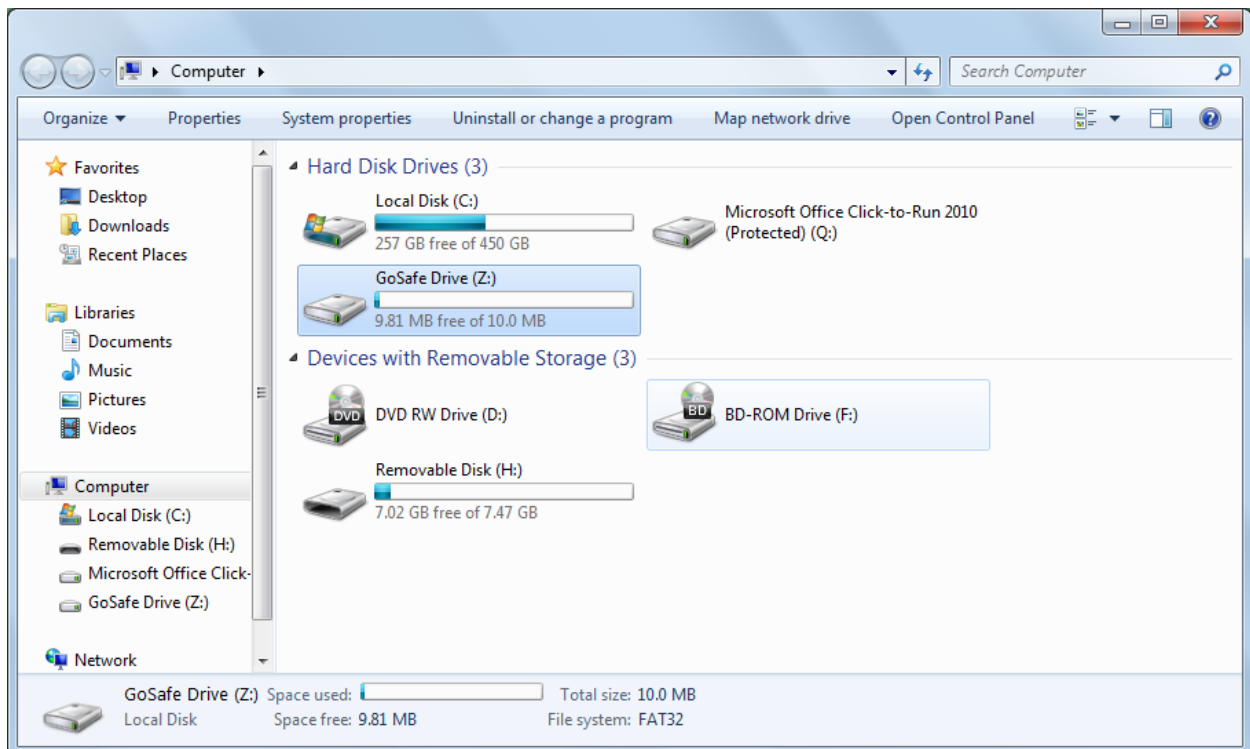 Computer
Search Computer
Organize Properties System properties Uninstall or change a program Map network drive Open Control Panel
Favorites
Desktop
Downloads
Recent Places
Libraries
Documents
Music
Pictures
Videos
Computer
Local Disk (C:)
Removable Disk (H:)
Microsoft Office Click-
GoSafe Drive (Z:)
Network
Hard Disk Drives (3)
Local Disk (C:)
257 GB free of 450 GB
Microsoft Office Click-to-Run 2010
(Protected) (Q:)
GoSafe Drive (Z:)
9.81 MB free of 10.0 MB
Devices with Removable Storage (3)
DVD
DVD RW Drive (D:)
BD
BD-ROM Drive (F:)
Removable Disk (H:)
7.02 GB free of 7.47 GB
GoSafe Drive (Z:) Space used: Total size: 10.0 MB
Local Disk Space free: 9.81 MB File system: FAT32